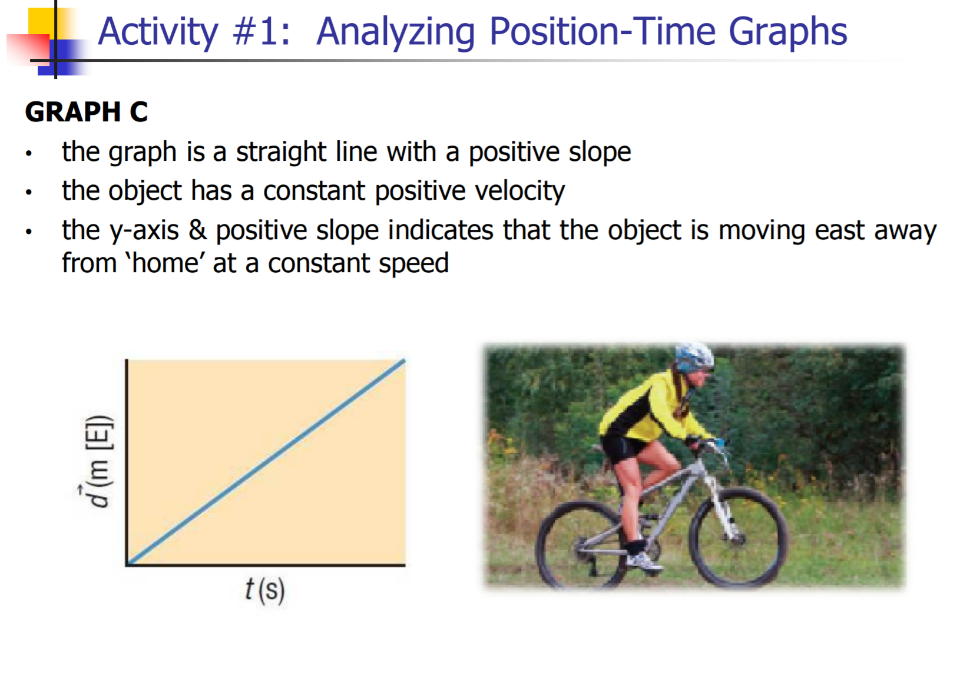 Activity #1: Analyzing Position-Time Graphs
GRAPH C
• the graph is a straight line with a positive slope
• the object has a constant positive velocity
• the y-axis & positive slope indicates that the object is moving east away
from ‘home’ at a constant speed
d⃗ (m [E])
t (s)